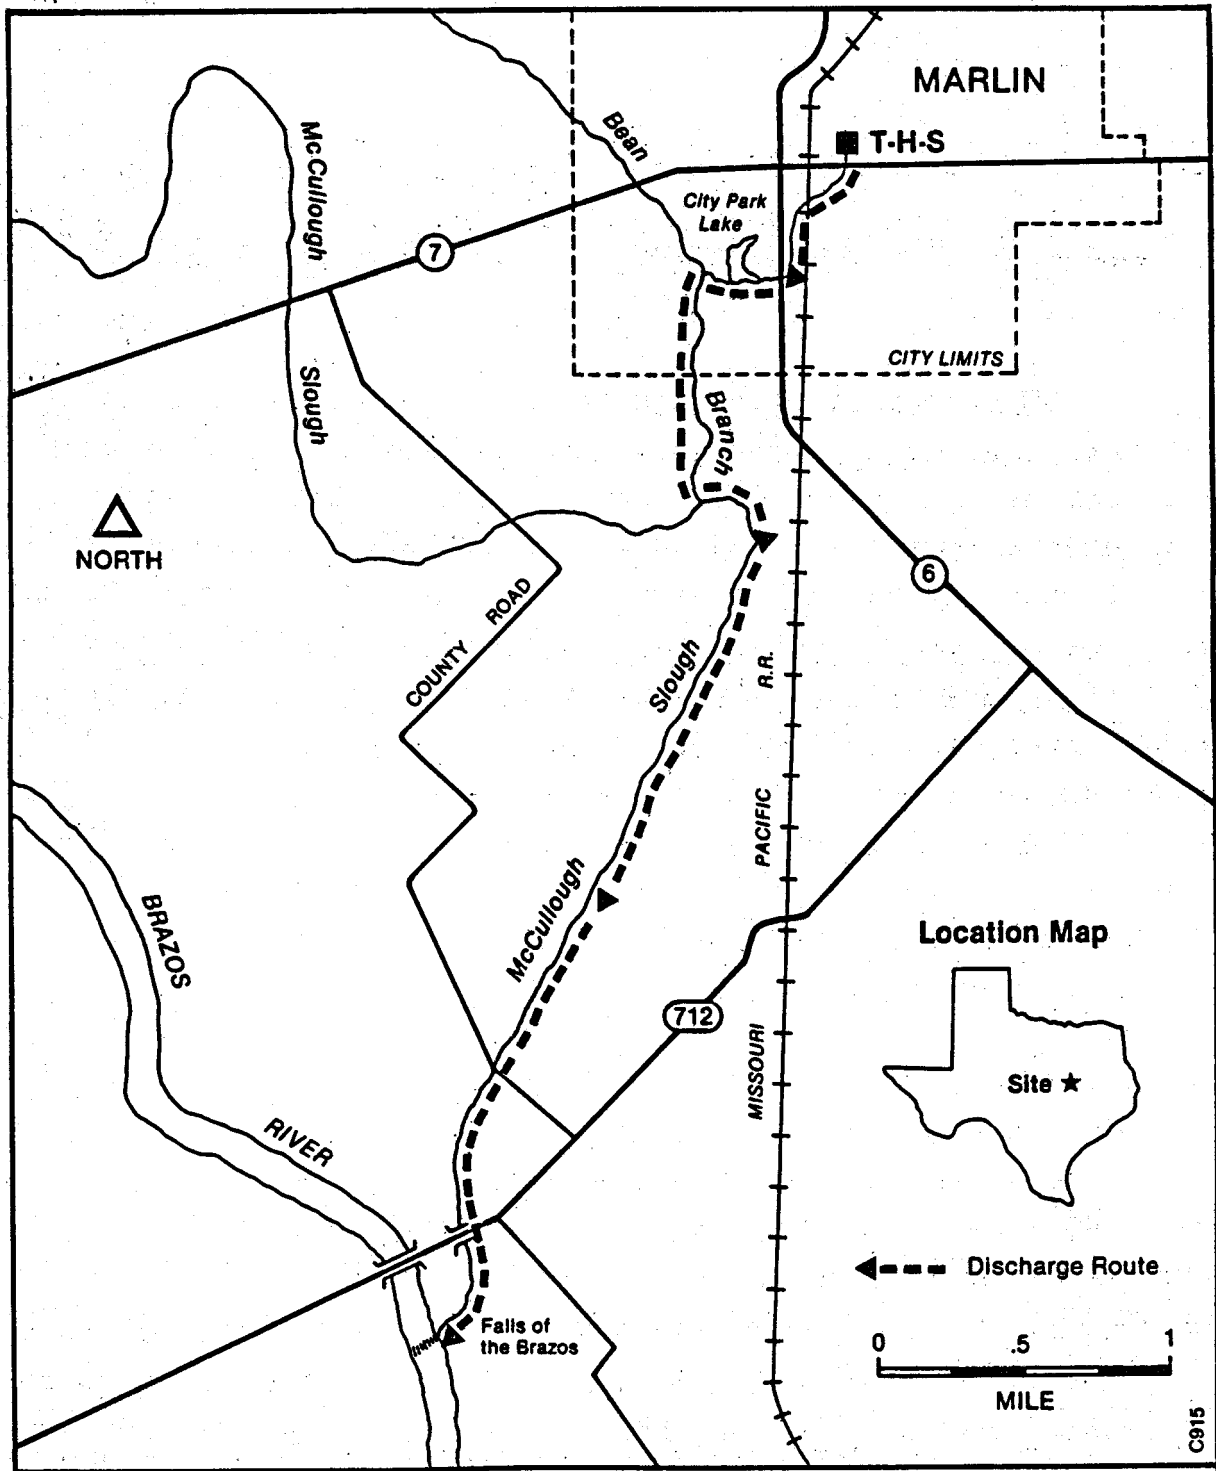 MARLIN
Bean
T-H-S
McCullough
City Park
Lake
7
CITY LIMITS
Slough
Branch
NORTH
6
COUNTY ROAD
Slough
R.R.
PACIFIC
McCullough
BRAZOS
Location Map
712
MISSOURI
Site
RIVER
Discharge Route
Falls of
the Brazos
0 .5 1
MILE
C915